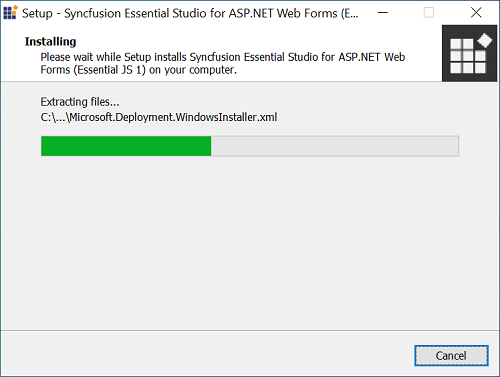 Setup - Syncfusion Essential Studio for ASP.NET Web Forms (E...
Installing
Please wait while Setup installs Syncfusion Essential Studio for ASP.NET Web
Forms (Essential JS 1) on your computer.
Extracting files...
C:\...\Microsoft.Deployment.WindowsInstaller.xml
Cancel